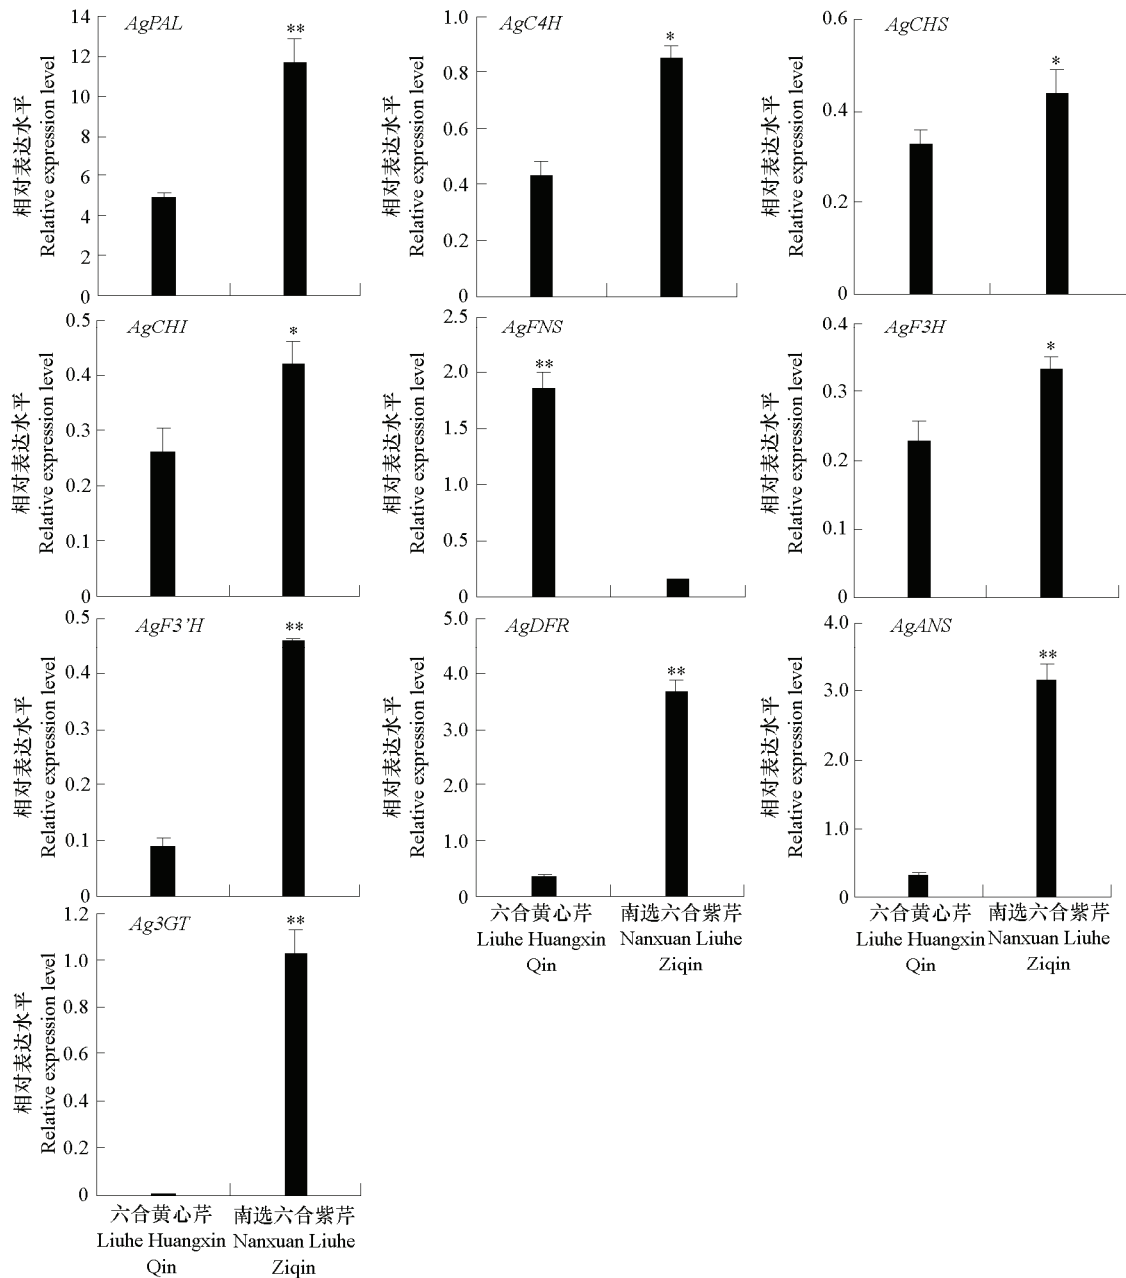 AgPAL
**
14
12
10
8
6
4
2
0
相对表达水平
Relative expression level
AgC4H
*
1.0
0.8
0.6
0.4
0.2
0
相对表达水平
Relative expression level
AgCHS
*
0.6
0.4
0.2
0
相对表达水平
Relative expression level
AgCHI
*
0.5
0.4
0.3
0.2
0.1
0
相对表达水平
Relative expression level
AgFNS
**
2.5
2.0
1.5
1.0
0.5
0
相对表达水平
Relative expression level
AgF3H
*
0.4
0.3
0.2
0.1
0
相对表达水平
Relative expression level
AgF3’H
**
0.5
0.4
0.3
0.2
0.1
0
相对表达水平
Relative expression level
AgDFR
**
5.0
4.0
3.0
2.0
1.0
0
相对表达水平
Relative expression level
六合黄心芹 南选六合紫芹
Liuhe Huangxin Nanxuan Liuhe
Qin Ziqin
AgANS
**
4.0
3.0
2.0
1.0
0
相对表达水平
Relative expression level
六合黄心芹 南选六合紫芹
Liuhe Huangxin Nanxuan Liuhe
Qin Ziqin
Ag3GT
**
1.2
1.0
0.8
0.6
0.4
0.2
0
相对表达水平
Relative expression level
六合黄心芹 南选六合紫芹
Liuhe Huangxin Nanxuan Liuhe
Qin Ziqin